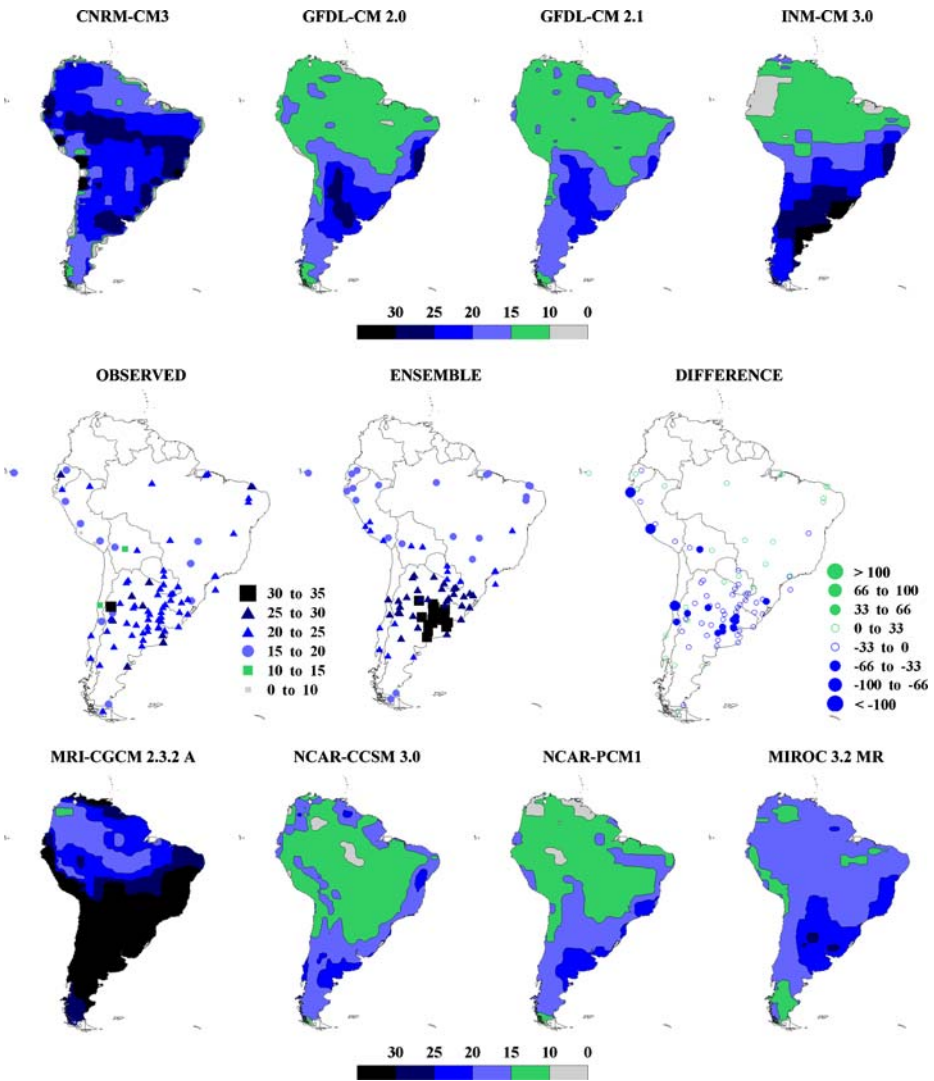 CNRM-CM3 GFDL-CM 2.0 GFDL-CM 2.1 INM-CM 3.0
30 25 20 15 10 0
OBSERVED ENSEMBLE DIFFERENCE
30 to 35
25 to 30
20 to 25
15 to 20
10 to 15
0 to 10
> 100
66 to 100
33 to 66
0 to 33
-33 to 0
-66 to -33
-100 to -66
< -100
MRI-CGCM 2.3.2 A NCAR-CCSM 3.0 NCAR-PCM1 MIROC 3.2 MR
30 25 20 15 10 0